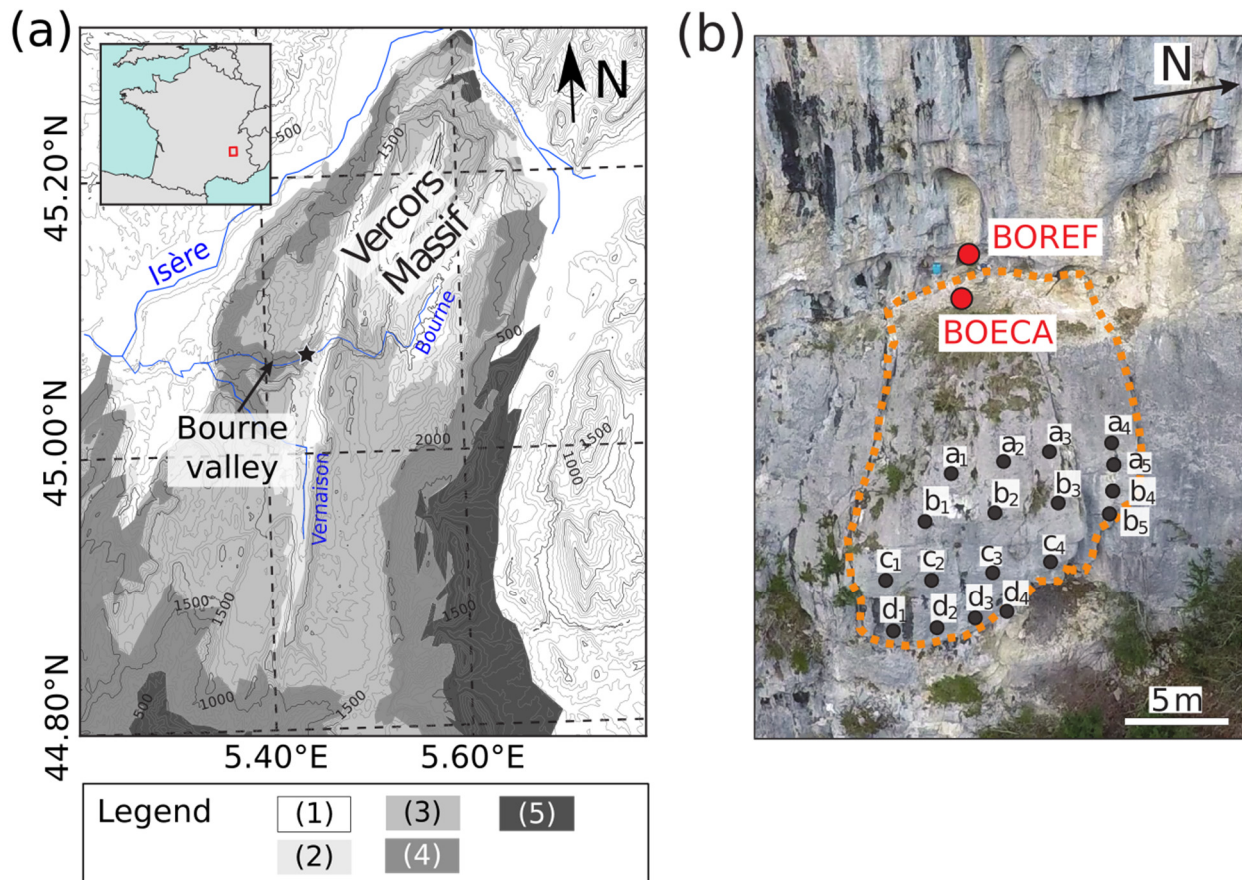 (a)
500
N
1500
45.20°N
Vercors
Massif
Isère
Bourne
500
Bourne
valley
2000
45.00°N
1500
1000
Vernaison
1500
1500
1500
1000
500
1500
44.80°N
5.40°E
5.60°E
Legend
(1)
(3)
(5)
(2)
(4)
(b)
N
BOREF
BOECA
a4
a3
a2
a1
a5
b4
b3
b2
b1
b5
c4
c3
c1
c2
d4
d3
d2
d1
5 m